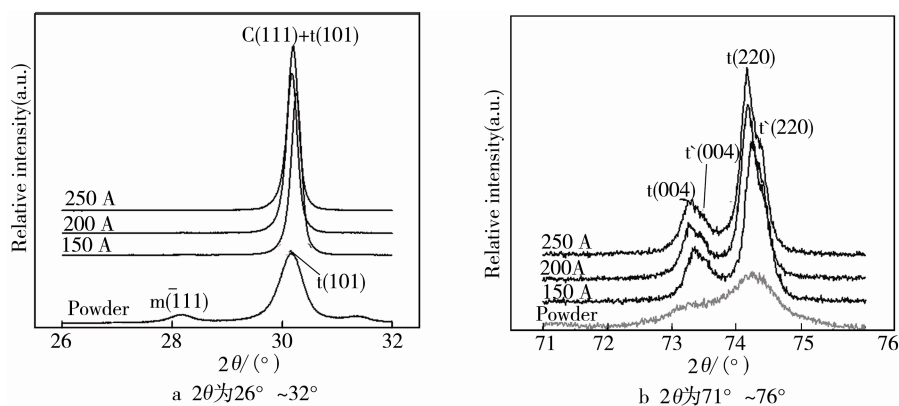 Relative intensity(a.u.)
C(111)+t(101)
250 A
200 A
150 A
t(101)
Powder
m(1̄11)
26
28
30
32
2θ/(°)
a 2θ为26° ~32°
Relative intensity(a.u.)
t(220)
t`(220)
t`(004)
t(004)
250 A
200A
150 A
Powder
71
72
73
74
75
76
2θ/(°)
b 2θ为71° ~76°